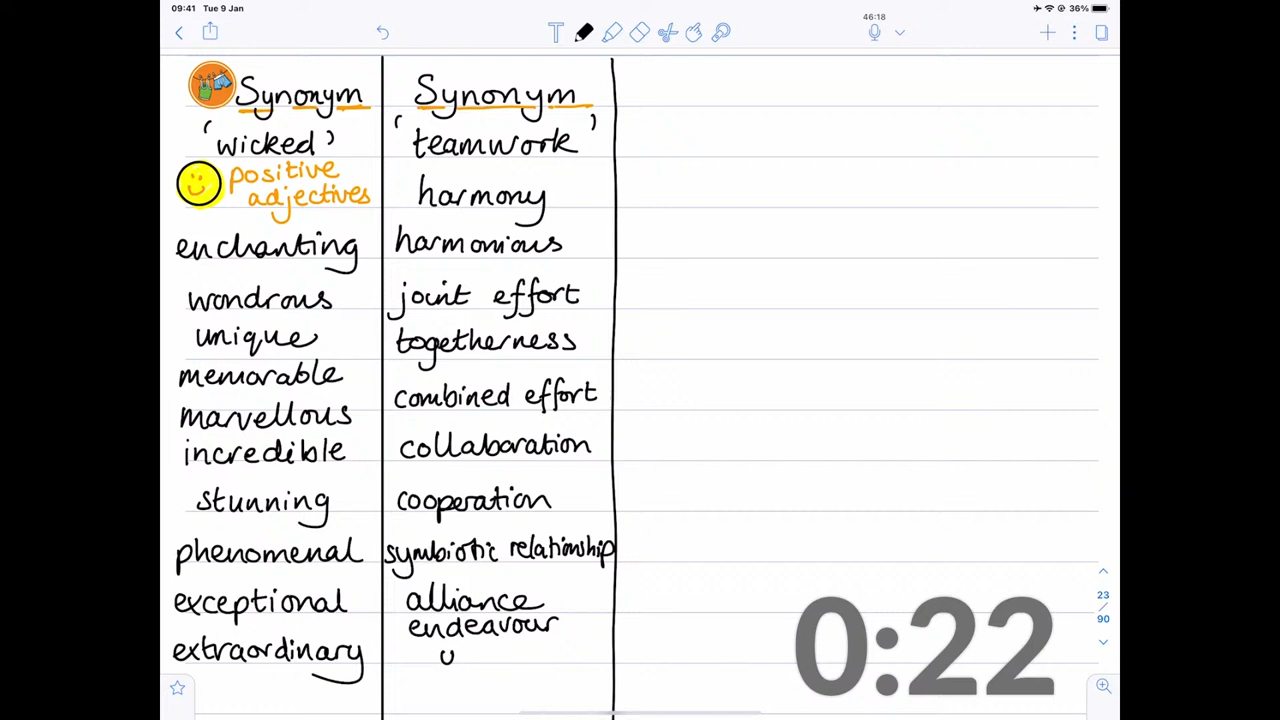 09:41 Tue 9 Jan
36%
46:18
Synonym
'wicked'
positive
adjectives
enchanting
wondrous
unique
memorable
marvellous
incredible
stunning
phenomenal
exceptional
extraordinary
Synonym
'teamwork'
harmony
harmonious
joint effort
togetherness
combined effort
collaboration
cooperation
symbiotic relationship
alliance
endeavour
u
23
/
90
0:22